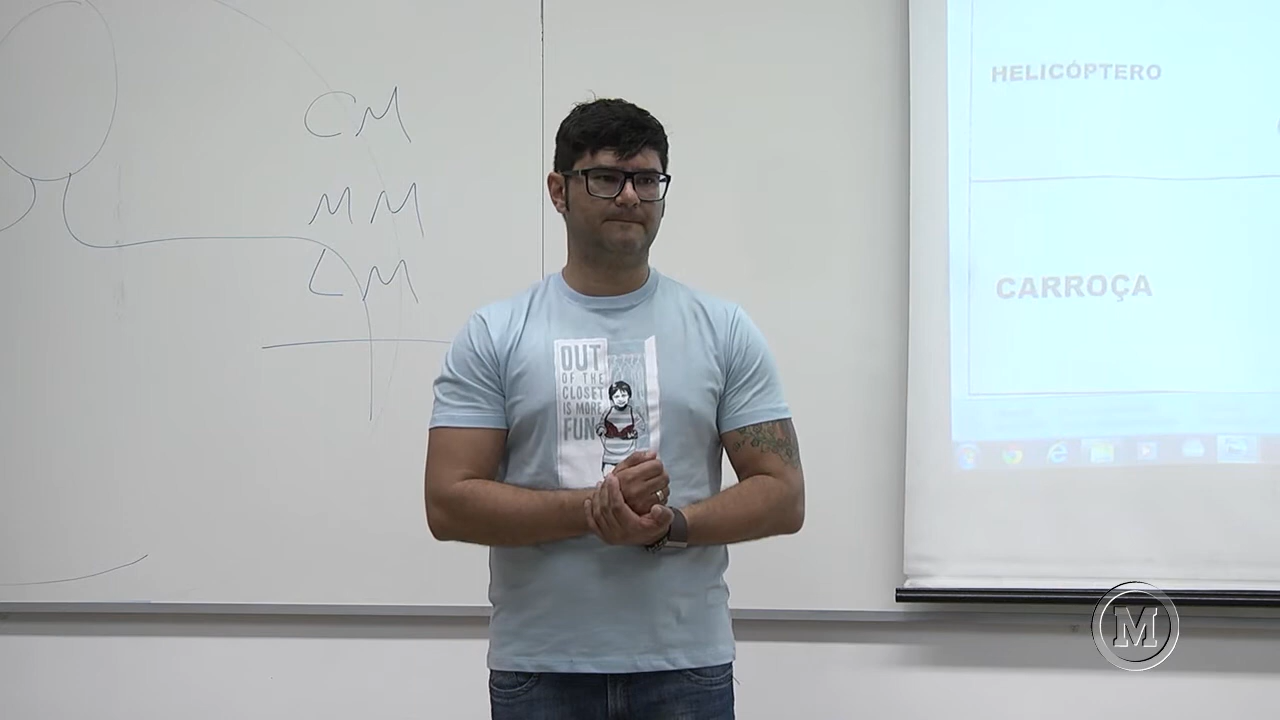 CM
MM
LM
OUT
OF THE
CLOSET
IS MORE
FUN
HELICÓPTERO
CARROÇA
M